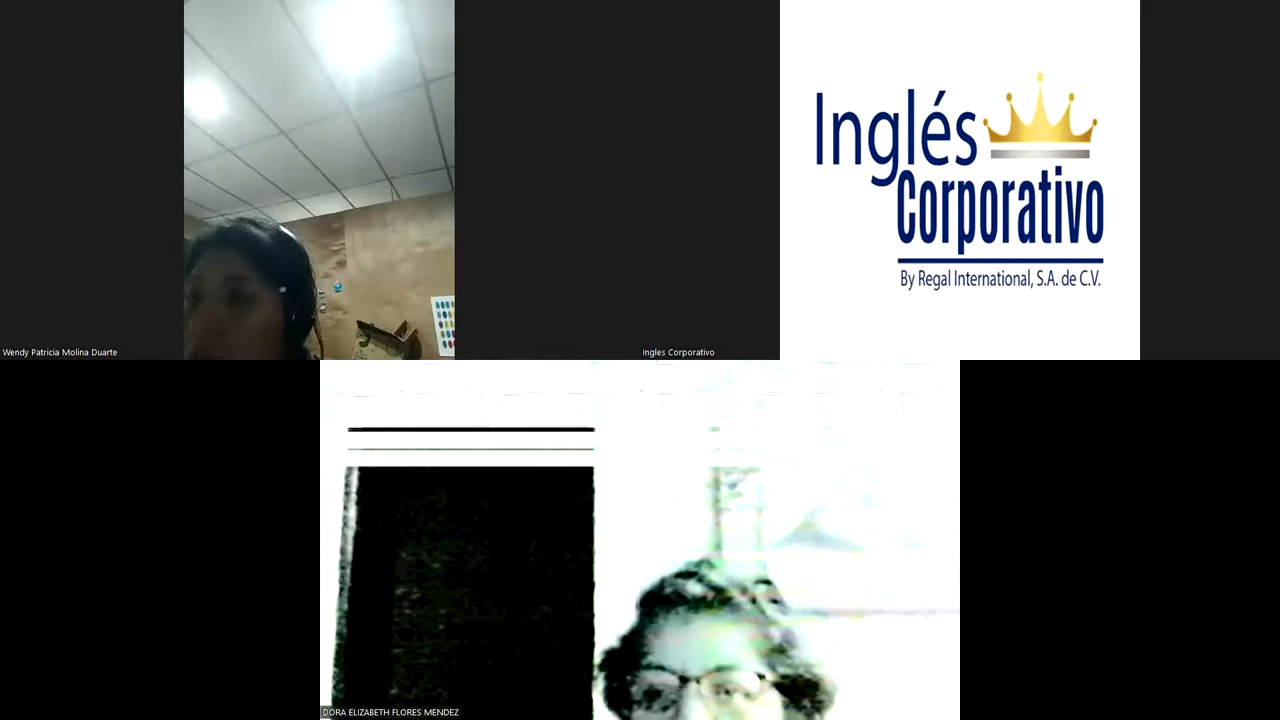 Inglés
Corporativo
By Regal International, S.A. de C.V.
Wendy Patricia Molina Duarte
Ingles Corporativo
DORA ELIZABETH FLORES MENDEZ